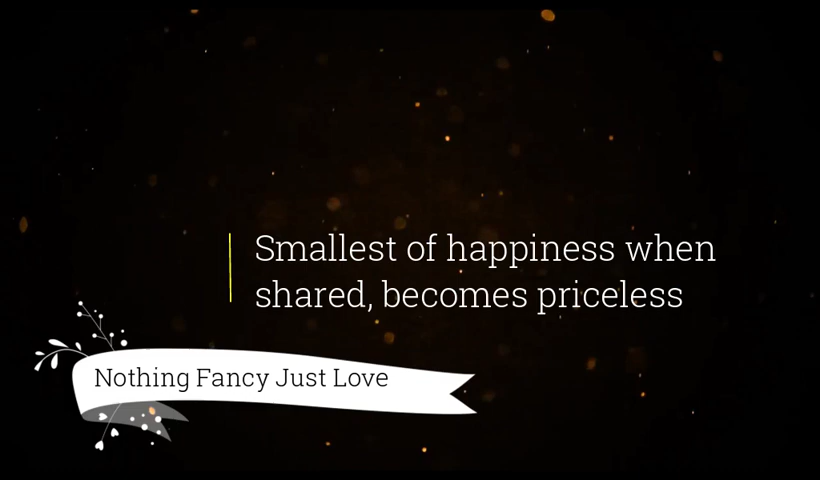 Smallest of happiness when
shared, becomes priceless
Nothing Fancy Just Love